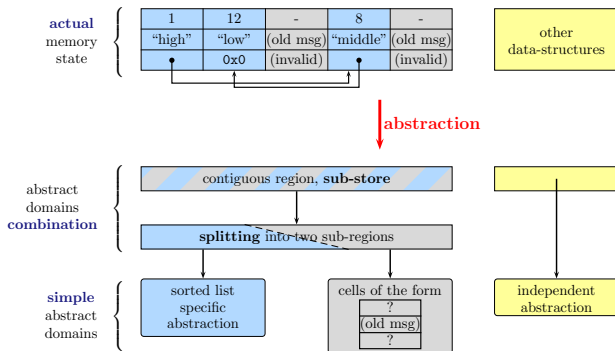 actual
memory
state
1 12 - 8 -
“high” “low” (old msg) “middle” (old msg)
0x0 (invalid) (invalid)
other
data-structures
abstraction
abstract
domains
combination
contiguous region, sub-store
splitting into two sub-regions
simple
abstract
domains
sorted list
specific
abstraction
cells of the form
?
(old msg)
?
independent
abstraction